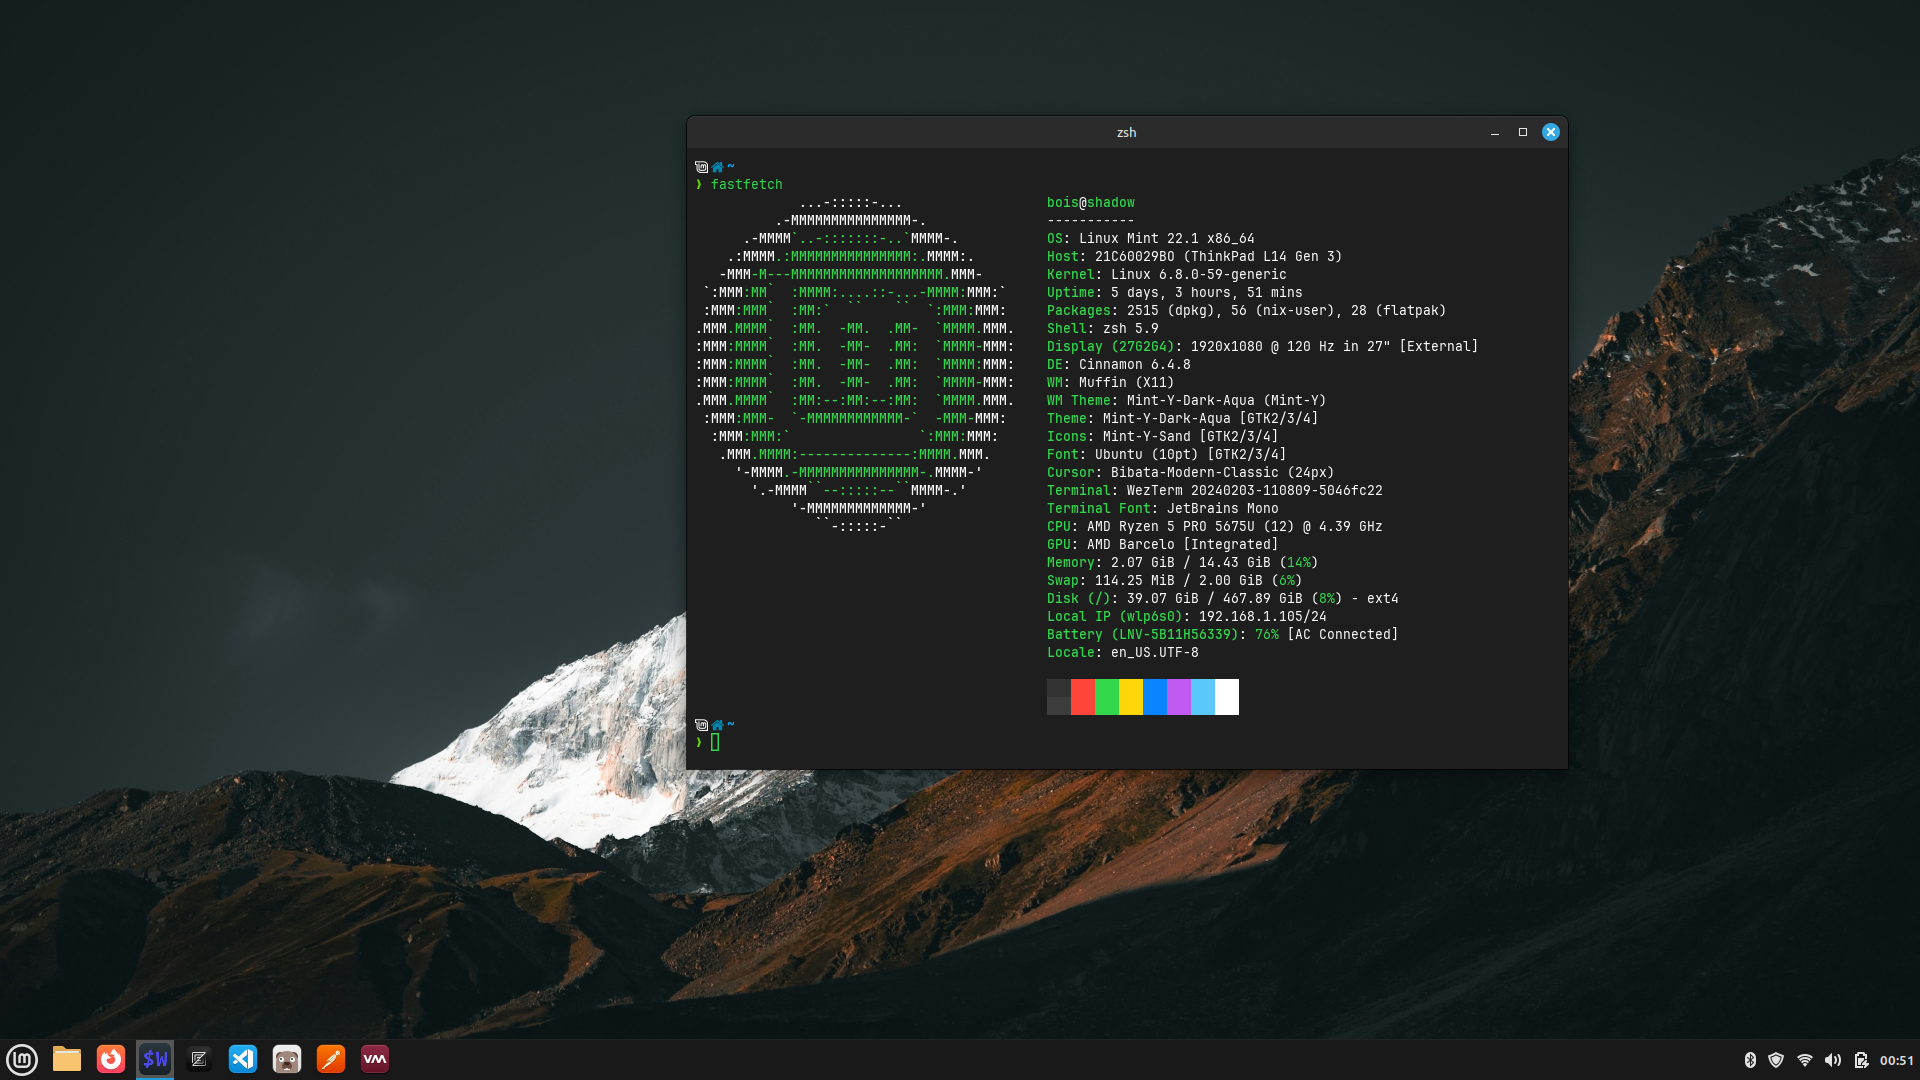 zsh
~
❯ fastfetch
...-:::::-...
.-MMMMMMMMMMMMMMM-.
.-MMMM`..-:::::::-..`MMMM-.
.:MMMM.:MMMMMMMMMMMMMMM:.MMMM:.
-MMM-M---MMMMMMMMMMMMMMMMMMM.MMM-
`:MMM:MM`  :MMMM:....::-...-MMMM:MMM:`
:MMM:MMM`  :MM:`  ``    ``  `:MMM:MMM:
.MMM.MMMM`  :MM.  -MM.  .MM-  `MMMM.MMM.
:MMM:MMMM`  :MM.  -MM-  .MM:  `MMMM-MMM:
:MMM:MMMM`  :MM.  -MM-  .MM:  `MMMM:MMM:
:MMM:MMMM`  :MM.  -MM-  .MM:  `MMMM-MMM:
.MMM.MMMM`  :MM:--:MM:--:MM:  `MMMM.MMM.
:MMM:MMM-  `-MMMMMMMMMMMM-`  -MMM-MMM:
:MMM:MMM:`                `:MMM:MMM:
.MMM.MMMM:--------------:MMMM.MMM.
'-MMMM.-MMMMMMMMMMMMMMM-.MMMM-'
'.-MMMM``--:::::--``MMMM-.'
'-MMMMMMMMMMMMM-'
``-:::::-``
bois@shadow
-----------
OS: Linux Mint 22.1 x86_64
Host: 21C60029BO (ThinkPad L14 Gen 3)
Kernel: Linux 6.8.0-59-generic
Uptime: 5 days, 3 hours, 51 mins
Packages: 2515 (dpkg), 56 (nix-user), 28 (flatpak)
Shell: zsh 5.9
Display (27G2G4): 1920x1080 @ 120 Hz in 27" [External]
DE: Cinnamon 6.4.8
WM: Muffin (X11)
WM Theme: Mint-Y-Dark-Aqua (Mint-Y)
Theme: Mint-Y-Dark-Aqua [GTK2/3/4]
Icons: Mint-Y-Sand [GTK2/3/4]
Font: Ubuntu (10pt) [GTK2/3/4]
Cursor: Bibata-Modern-Classic (24px)
Terminal: WezTerm 20240203-110809-5046fc22
Terminal Font: JetBrains Mono
CPU: AMD Ryzen 5 PRO 5675U (12) @ 4.39 GHz
GPU: AMD Barcelo [Integrated]
Memory: 2.07 GiB / 14.43 GiB (14%)
Swap: 114.25 MiB / 2.00 GiB (6%)
Disk (/): 39.07 GiB / 467.89 GiB (8%) - ext4
Local IP (wlp6s0): 192.168.1.105/24
Battery (LNV-5B11H56339): 76% [AC Connected]
Locale: en_US.UTF-8
~
❯
$W
VM
00:51